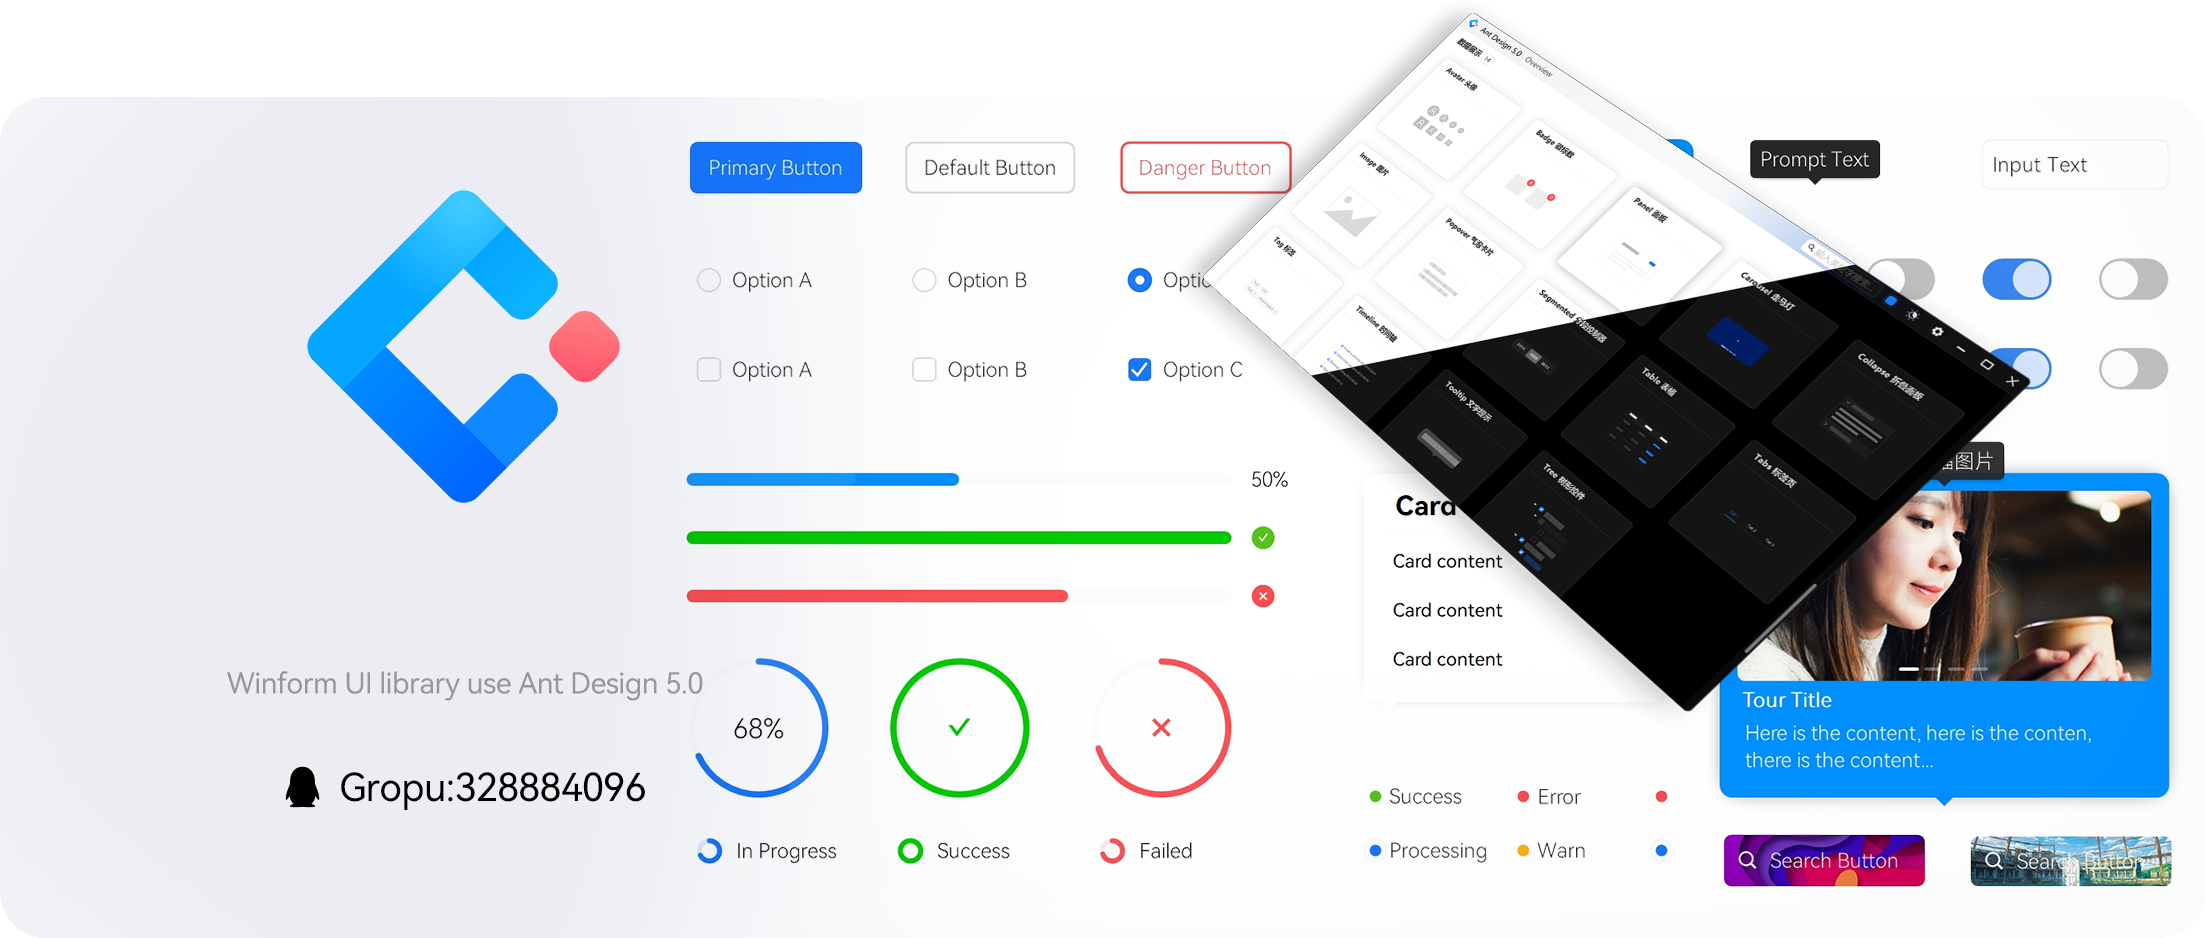 Primary Button
Default Button
Danger Button
Prompt Text
Input Text
Option A
Option B
Option A
Option B
Option C
50%
Winform UI library use Ant Design 5.0
Gropu:328884096
68%
In Progress
Success
Failed
Ant Design 5.0
Overview
数据展示 14
Avatar 头像
Badge 徽标数
Image 图片
Panel 面板
Popover 气泡卡片
Tag 标签
Carousel 走马灯
Segmented 分段控制器
Timeline 时间轴
Collapse 折叠面板
Table 表格
Tooltip 文字提示
Tabs 标签页
Tree 树形控件
图片
Card
Card content
Card content
Card content
Tour Title
Here is the content, here is the conten,
there is the content...
Success
Error
Processing
Warn
Search Button
Search Button